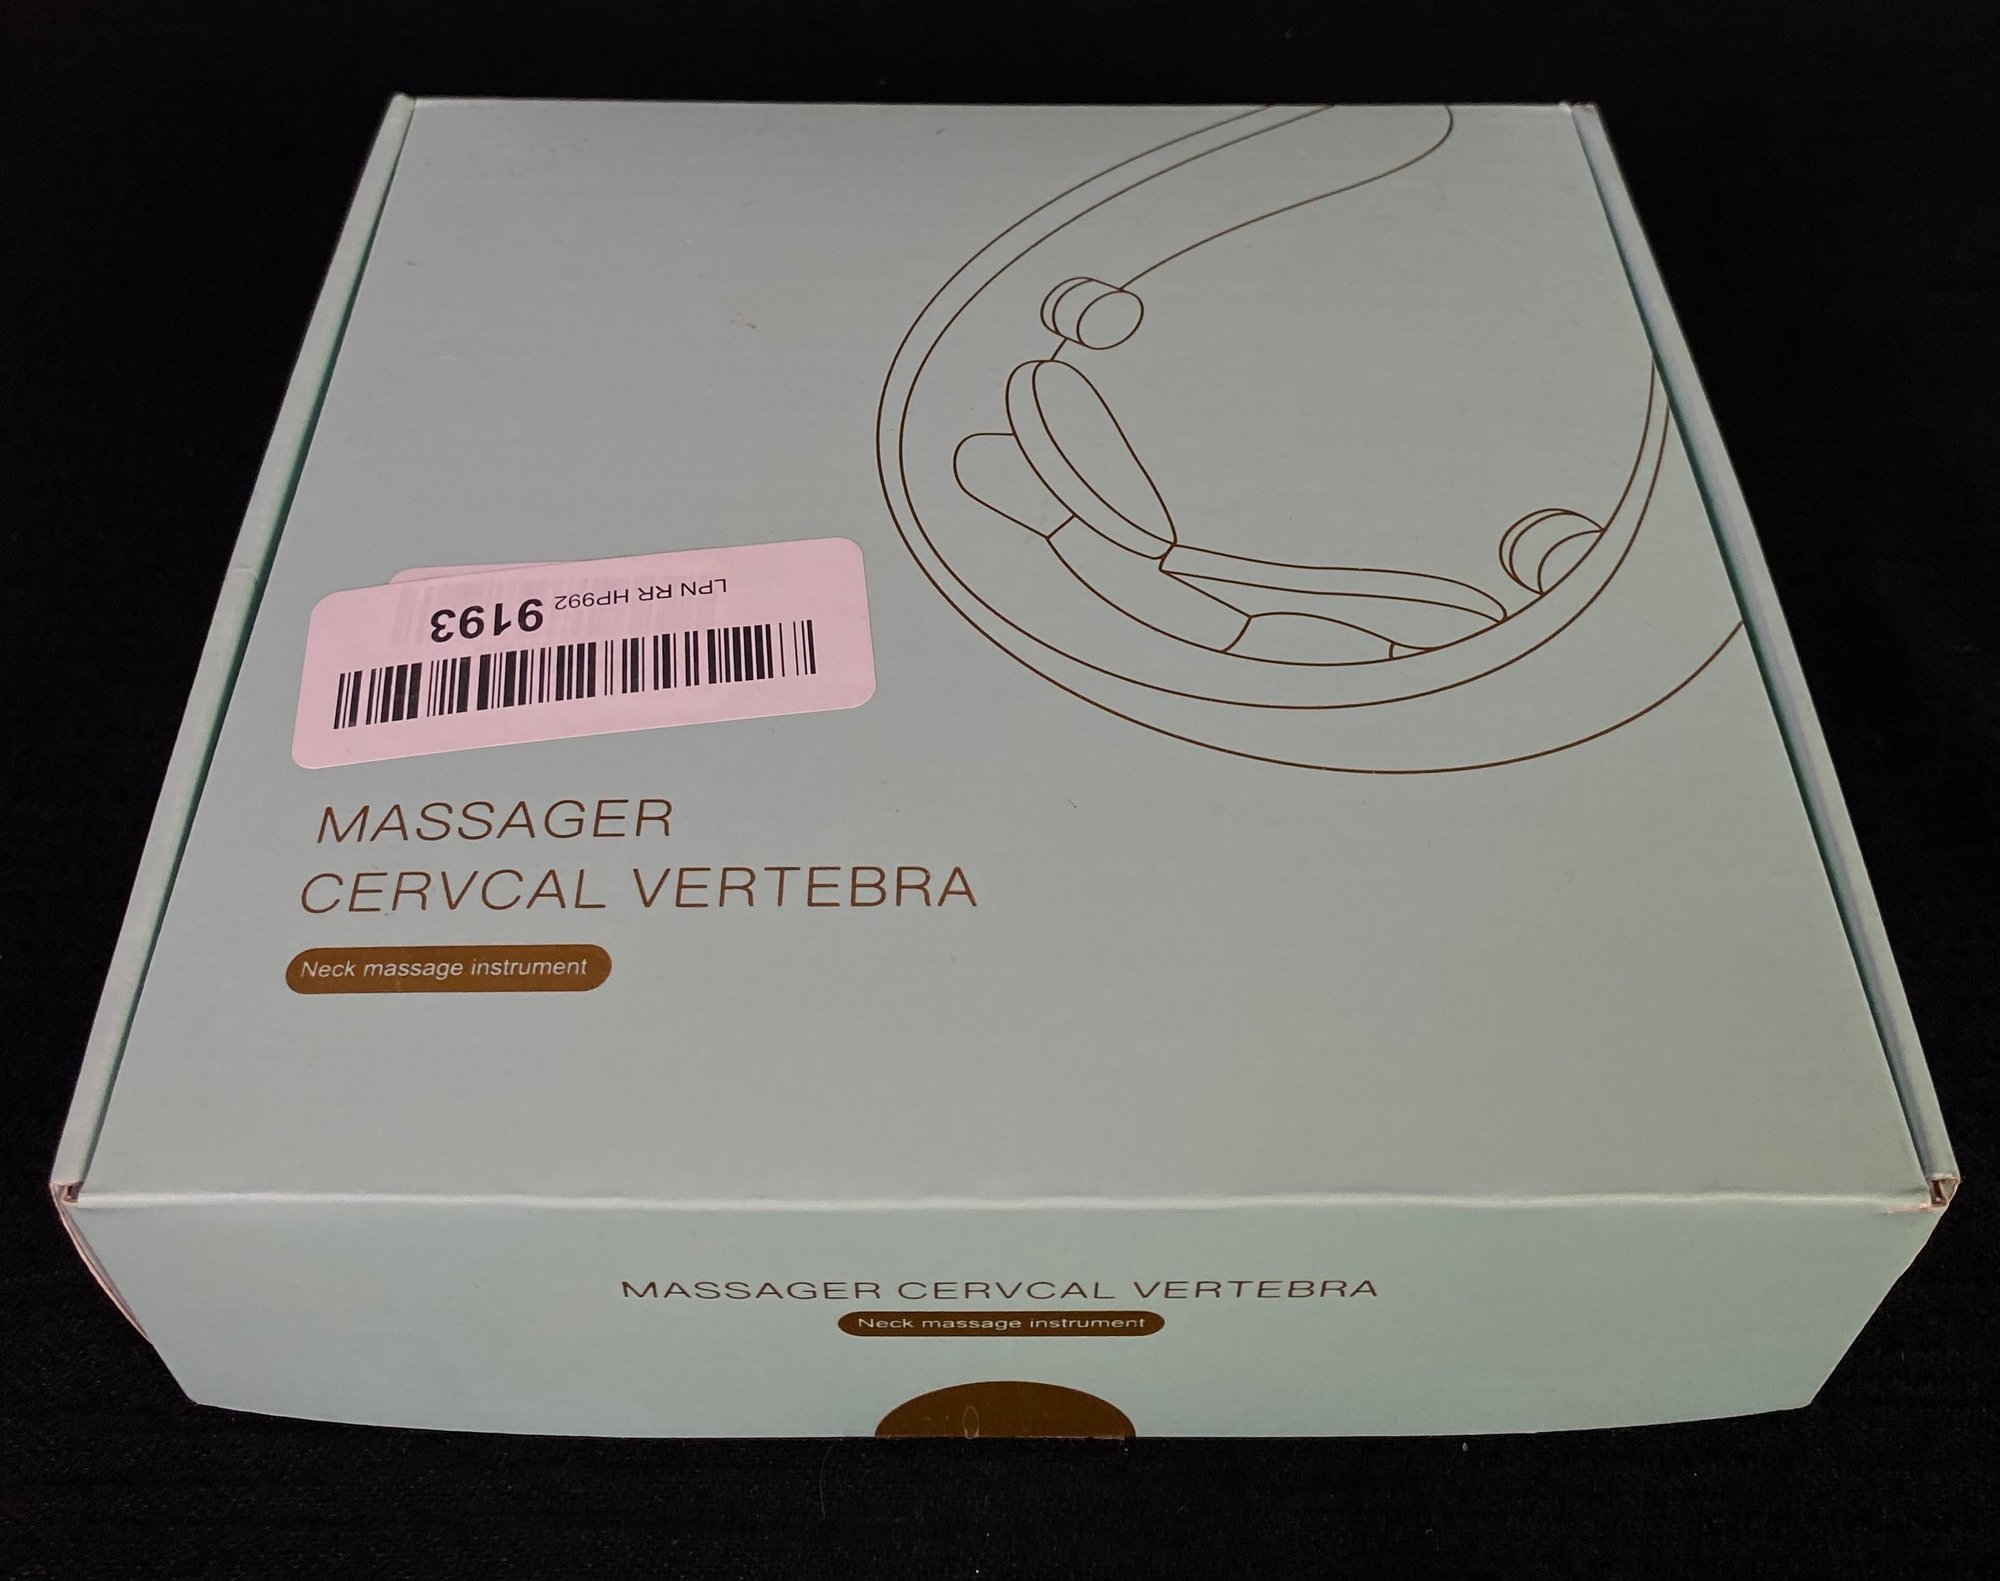 LPN RR HP992 9193
MASSAGER
CERVCAL VERTEBRA
Neck massage instrument
MASSAGER CERVCAL VERTEBRA
Neck massage instrument